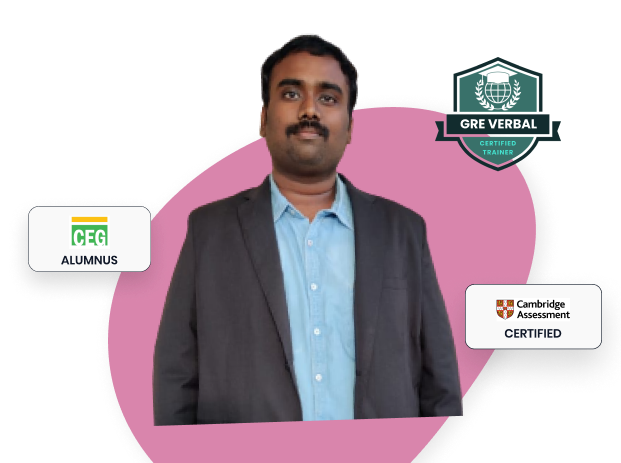 GRE VERBAL
CERTIFIED
TRAINER
CEG
ALUMNUS
Cambridge
Assessment
CERTIFIED